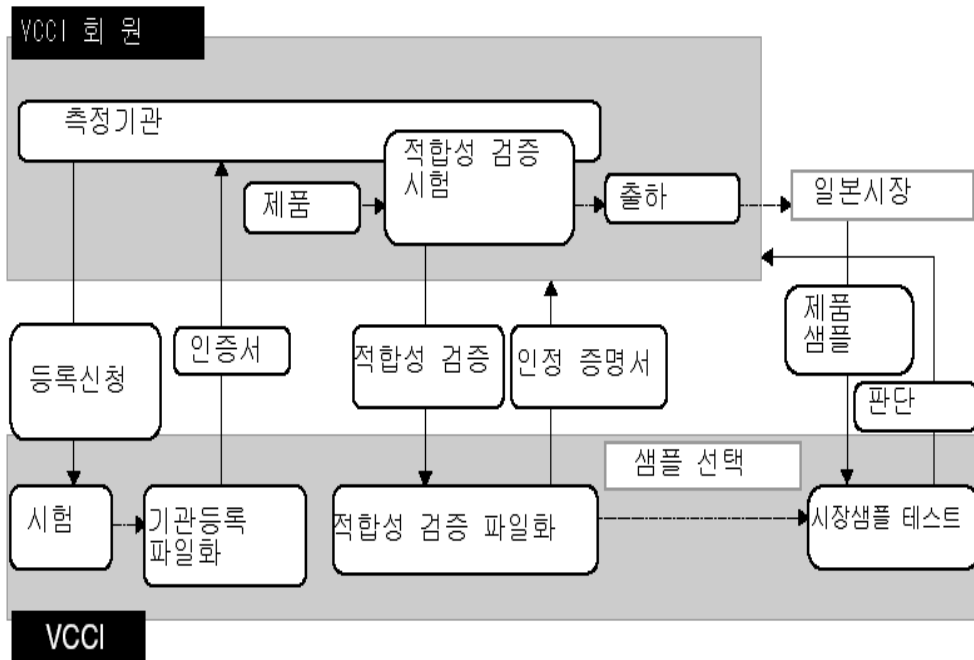 VCCI 회 원
측정기관
적합성 검증
시험
제품
출하
일본시장
등록신청
인증서
적합성 검증
인정 증명서
제품
샘플
판단
샘플 선택
시험
기관등록
파일화
적합성 검증 파일화
시장샘플 테스트
VCCI